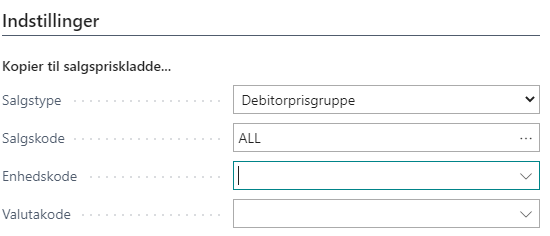 Indstillinger
Kopier til salgspriskladde...
Salgstype Debitorprisgruppe
Salgskode ALL ...
Enhedskode
Valutakode